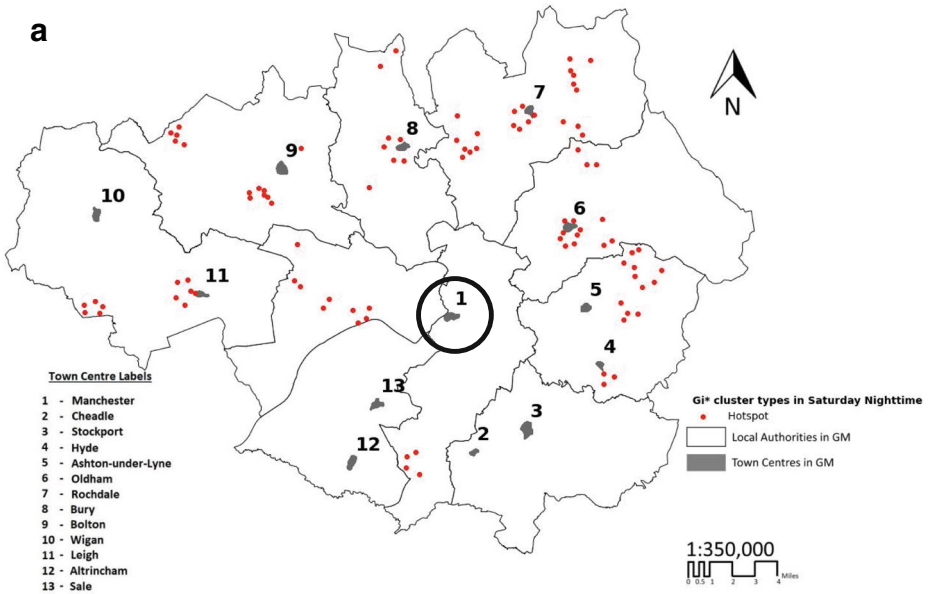 a
7
8
9
10
6
11
1
5
4
13
3
2
12
N
Town Centre Labels
1 - Manchester
2 - Cheadle
3 - Stockport
4 - Hyde
5 - Ashton-under-Lyne
6 - Oldham
7 - Rochdale
8 - Bury
9 - Bolton
10 - Wigan
11 - Leigh
12 - Altrincham
13 - Sale
Gi* cluster types in Saturday Nighttime
Hotspot
Local Authorities in GM
Town Centres in GM
1:350,000
0 0.5 1 2 3 4 Miles